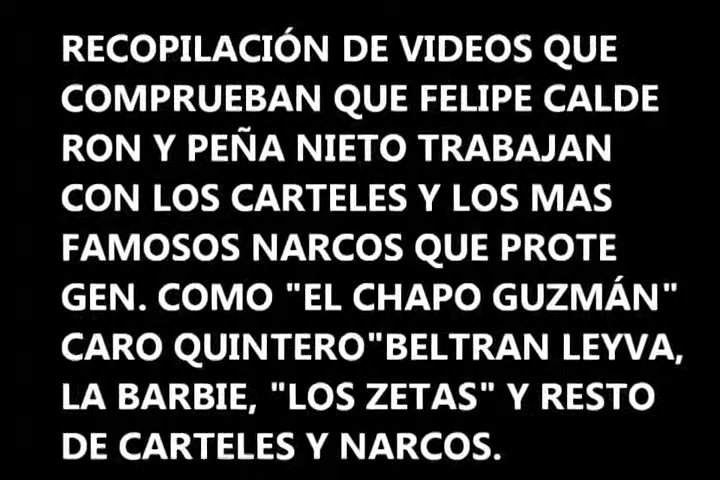 RECOPILACIÓN DE VIDEOS QUE
COMPRUEBAN QUE FELIPE CALDE
RON Y PEÑA NIETO TRABAJAN
CON LOS CARTELES Y LOS MAS
FAMOSOS NARCOS QUE PROTE
GEN. COMO "EL CHAPO GUZMÁN"
CARO QUINTERO"BELTRAN LEYVA,
LA BARBIE, "LOS ZETAS" Y RESTO
DE CARTELES Y NARCOS.